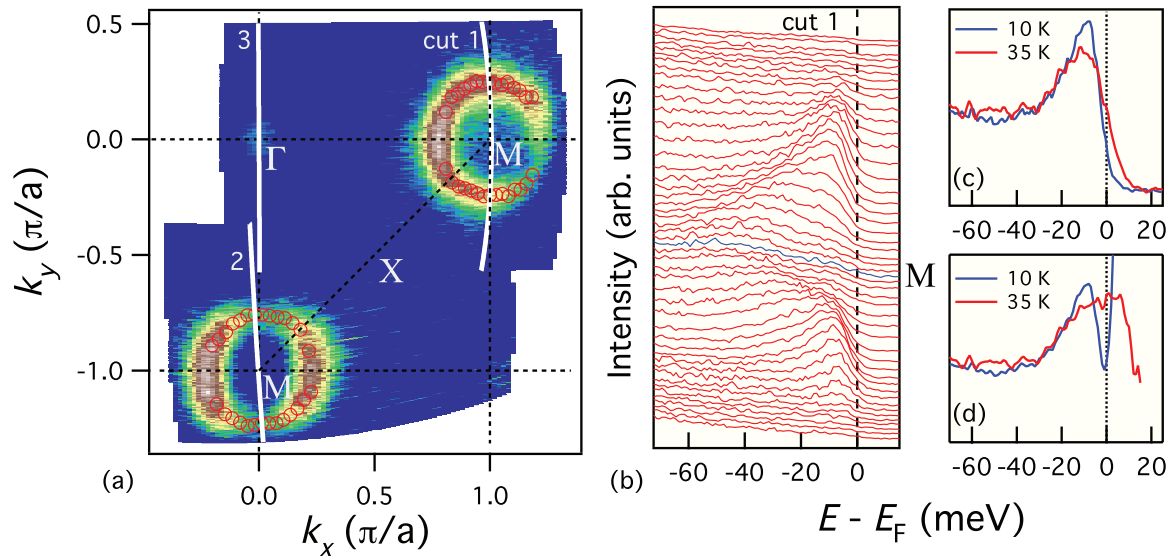 0.5
0.0
-0.5
-1.0
k_y (π/a)
3
cut 1
Γ
M
2
X
M
(a)
0.0
0.5
1.0
k_x (π/a)
Intensity (arb. units)
cut 1
M
(b)
-60
-40
-20
0
10 K
35 K
(c)
-60
-40
-20
0
20
10 K
35 K
(d)
-60
-40
-20
0
20
E - E_F (meV)